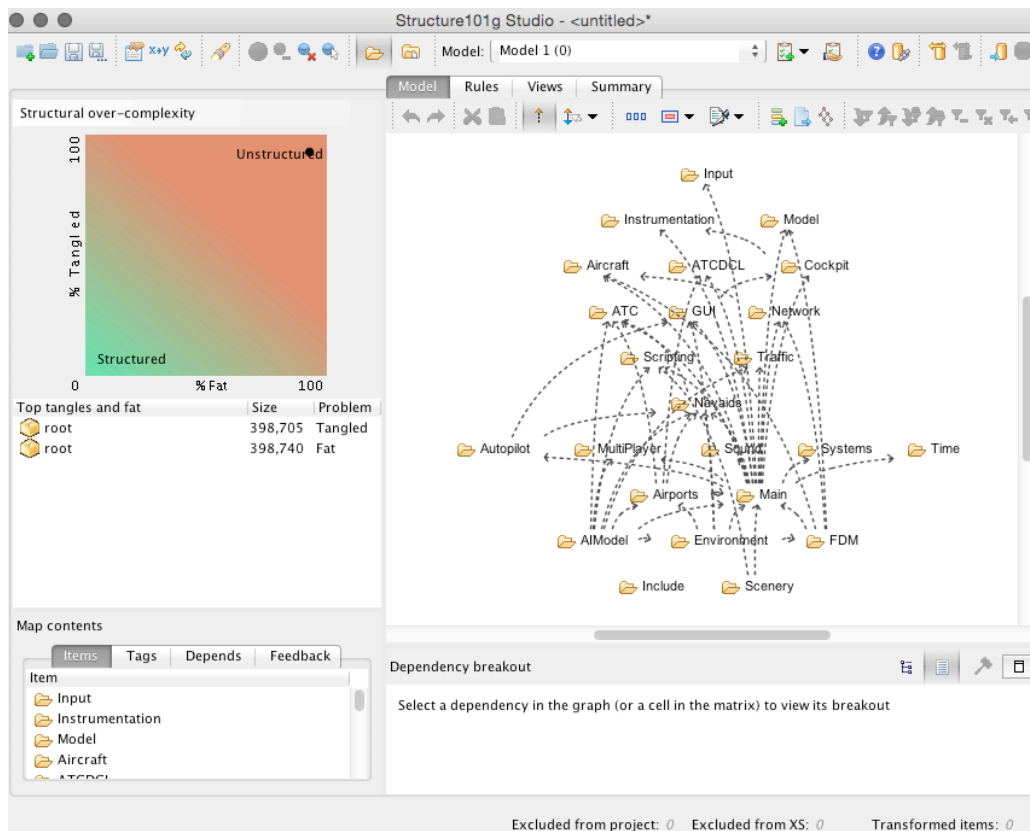 Structure101g Studio - <untitled>*
x+y
Model: Model 1 (0)
Model Rules Views Summary
Structural over-complexity
100
Unstructured
% Tangled
Structured
0 % Fat 100
Top tangles and fat Size Problem
root 398,705 Tangled
root 398,740 Fat
Input
Instrumentation Model
Aircraft ATCDCL Cockpit
ATC GUI Network
Scripting Traffic
Navaids
Autopilot MultiPlayer Sound Systems Time
Airports Main
AIModel Environment FDM
Include Scenery
Map contents
Items Tags Depends Feedback
Item
Input
Instrumentation
Model
Aircraft
ATCDCL
Dependency breakout
Select a dependency in the graph (or a cell in the matrix) to view its breakout
Excluded from project: 0 Excluded from XS: 0 Transformed items: 0